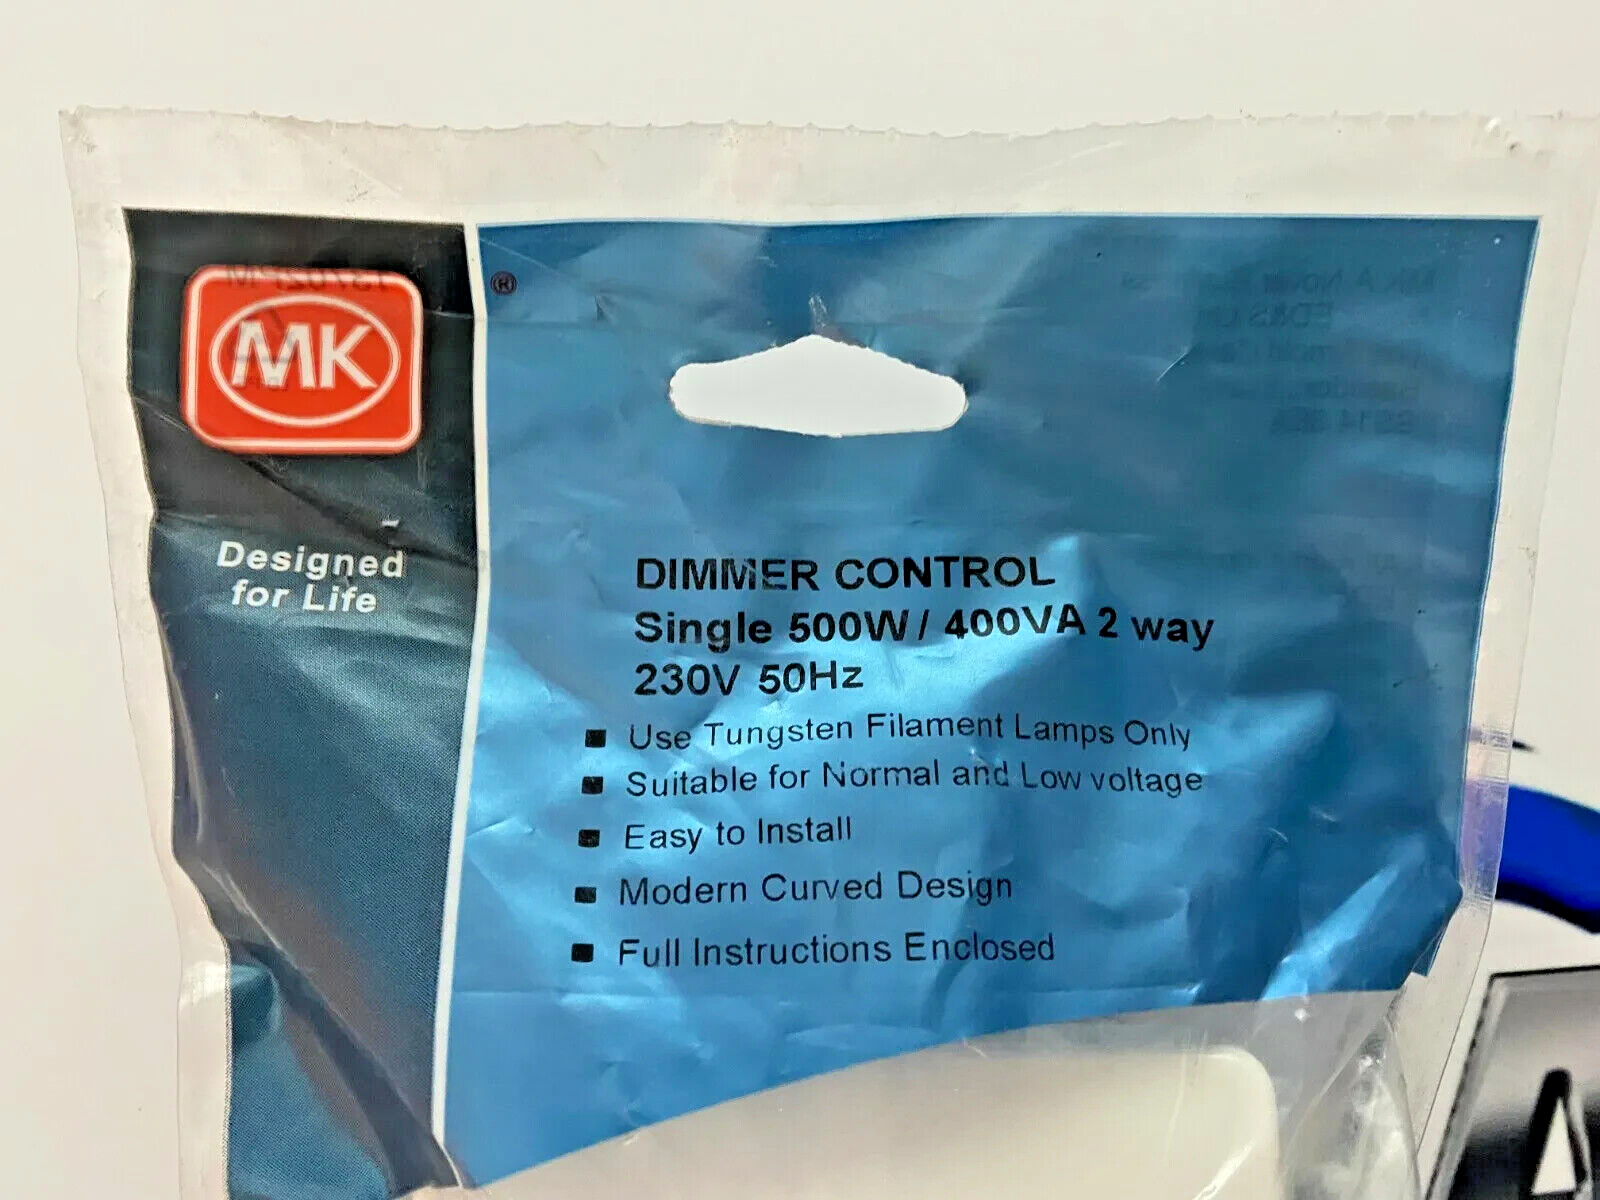 MK
®
Designed
for Life
DIMMER CONTROL
Single 500W / 400VA 2 way
230V 50Hz
■ Use Tungsten Filament Lamps Only
■ Suitable for Normal and Low voltage
■ Easy to Install
■ Modern Curved Design
■ Full Instructions Enclosed